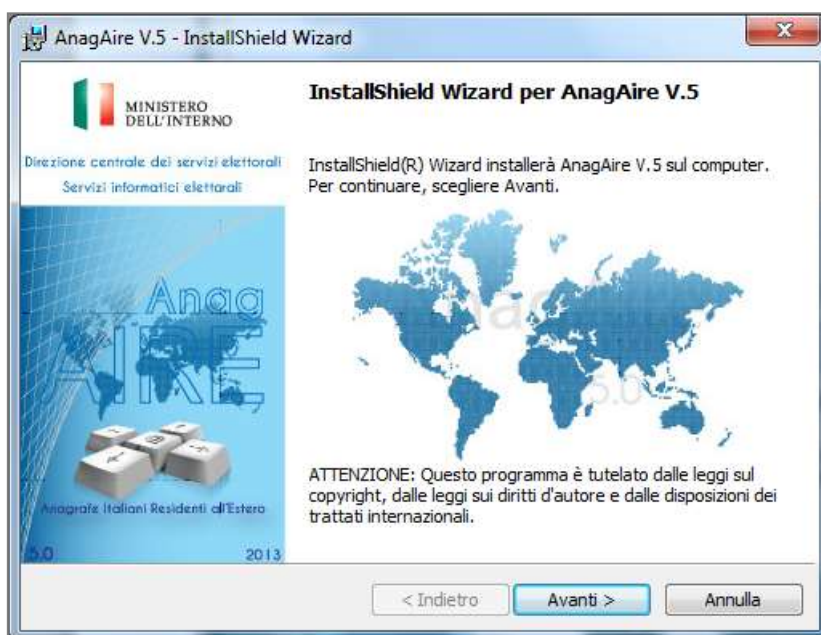 AnagAire V.5 - InstallShield Wizard
MINISTERO
DELL'INTERNO
Direzione centrale dei servizi elettorali
Servizi informatici elettorali
Anag
AIRE
Anagrafe Italiani Residenti all'Estero
5.0
2013
InstallShield Wizard per AnagAire V.5
InstallShield(R) Wizard installerà AnagAire V.5 sul computer.
Per continuare, scegliere Avanti.
5.0
ATTENZIONE: Questo programma è tutelato dalle leggi sul
copyright, dalle leggi sui diritti d'autore e dalle disposizioni dei
trattati internazionali.
< Indietro
Avanti >
Annulla